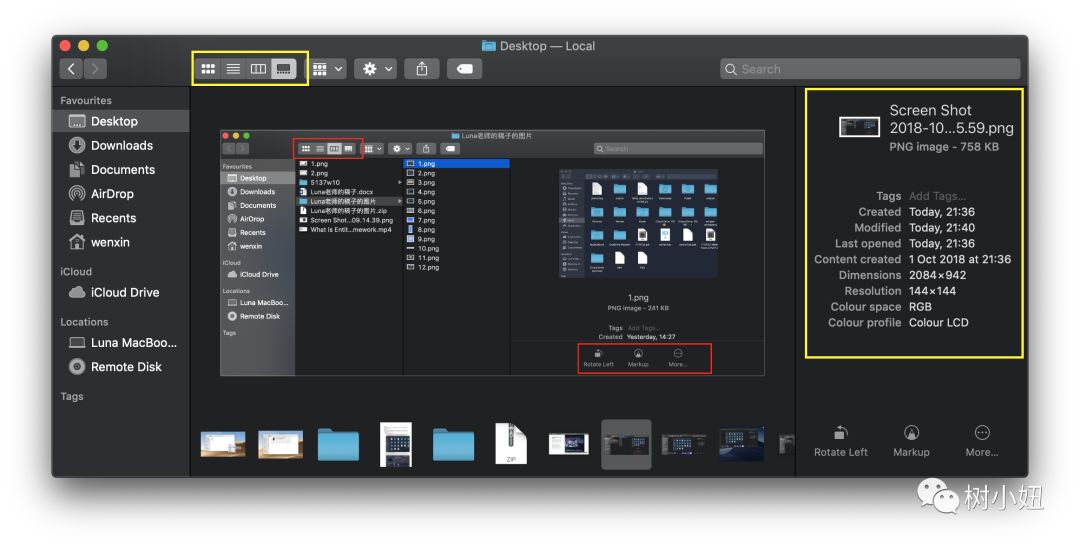 Desktop — Local
Search
Favourites
Desktop
Downloads
Documents
AirDrop
Recents
wenxin
iCloud
iCloud Drive
Locations
Luna MacBoo...
Remote Disk
Tags
Luna老师的稿子的图片
Search
Favourites
Desktop
Downloads
Documents
AirDrop
Recents
wenxin
iCloud
iCloud Drive
Locations
Luna MacBoo...
Remote Disk
Tags
1.png
2.png
5137w10
Luna老师的稿子.docx
Luna老师的稿子的图片
Luna老师的稿子的图片.zip
Screen Shot...09.14.39.png
What is Entit...mework.mp4
1.png
2.png
3.png
4.png
5.png
6.png
7.png
8.png
9.png
10.png
11.png
12.png
1.png
PNG image - 241 KB
Tags Add Tags...
Created Yesterday, 14:27
Rotate Left Markup More...
ZIP
Screen Shot
2018-10...5.59.png
PNG image - 758 KB
Tags Add Tags...
Created Today, 21:36
Modified Today, 21:40
Last opened Today, 21:36
Content created 1 Oct 2018 at 21:36
Dimensions 2084×942
Resolution 144×144
Colour space RGB
Colour profile Colour LCD
Rotate Left Markup More...
树小妞